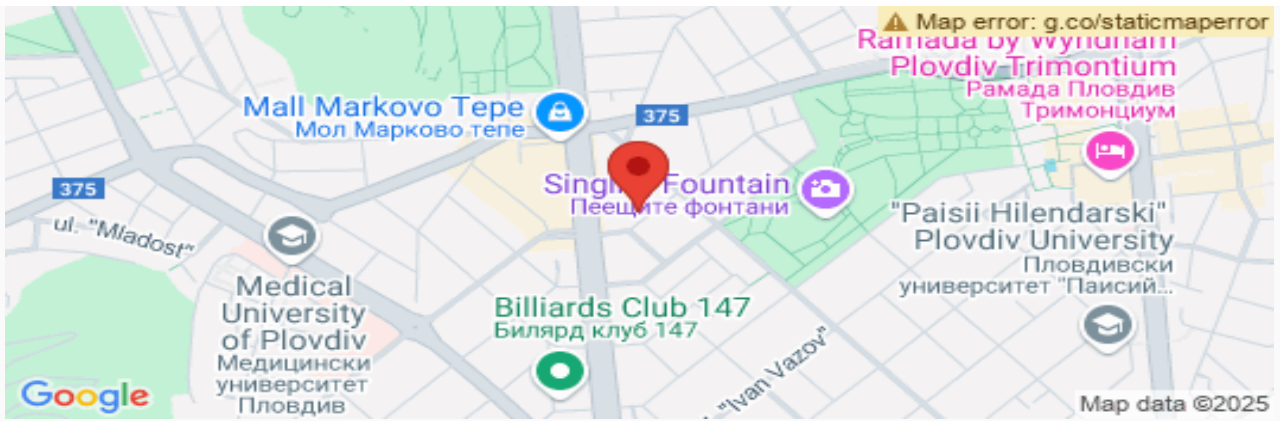 Map error: g.co/staticmaperror
Ramada by Wyndham
Plovdiv Trimontium
Рамада Пловдив
Тримонциум
Mall Markovo Tepe
Мол Марково тепе
375
375
Fountain
Пеещите фонтани
ul. "Mladost"
"Paisii Hilendarski"
Plovdiv University
Пловдивски
университет "Паисий...
Medical
University
of Plovdiv
Медицински
университет
Пловдив
Billiards Club 147
Билярд клуб 147
"Ivan Vazov"
Google
Map data ©2025